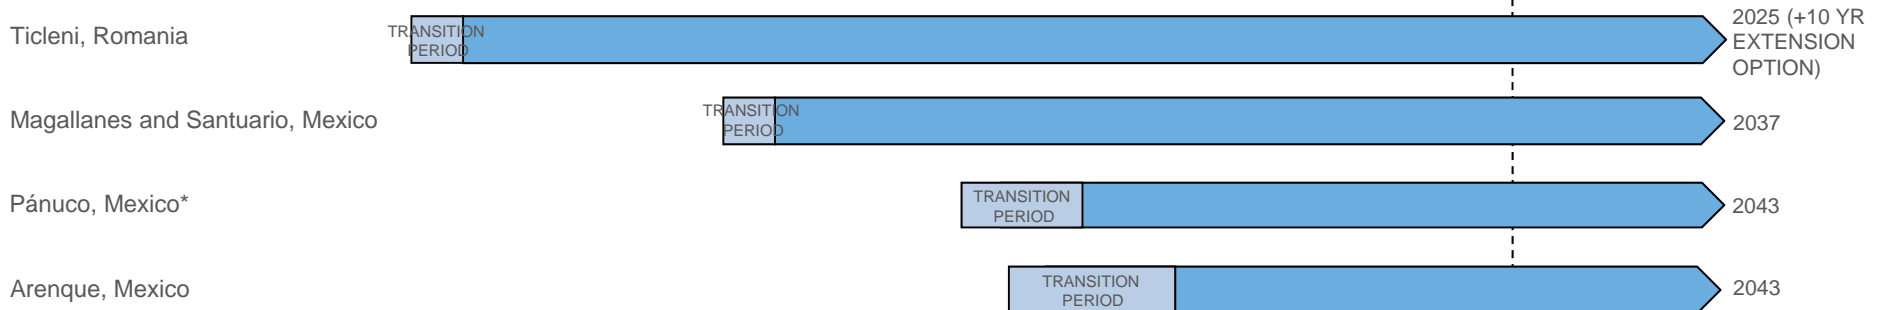 Ticleni, Romania
TRANSITION
PERIOD
2025 (+10 YR
EXTENSION
OPTION)
Magallanes and Santuario, Mexico
TRANSITION
PERIOD
2037
Pánuco, Mexico*
TRANSITION
PERIOD
2043
Arenque, Mexico
TRANSITION
PERIOD
2043